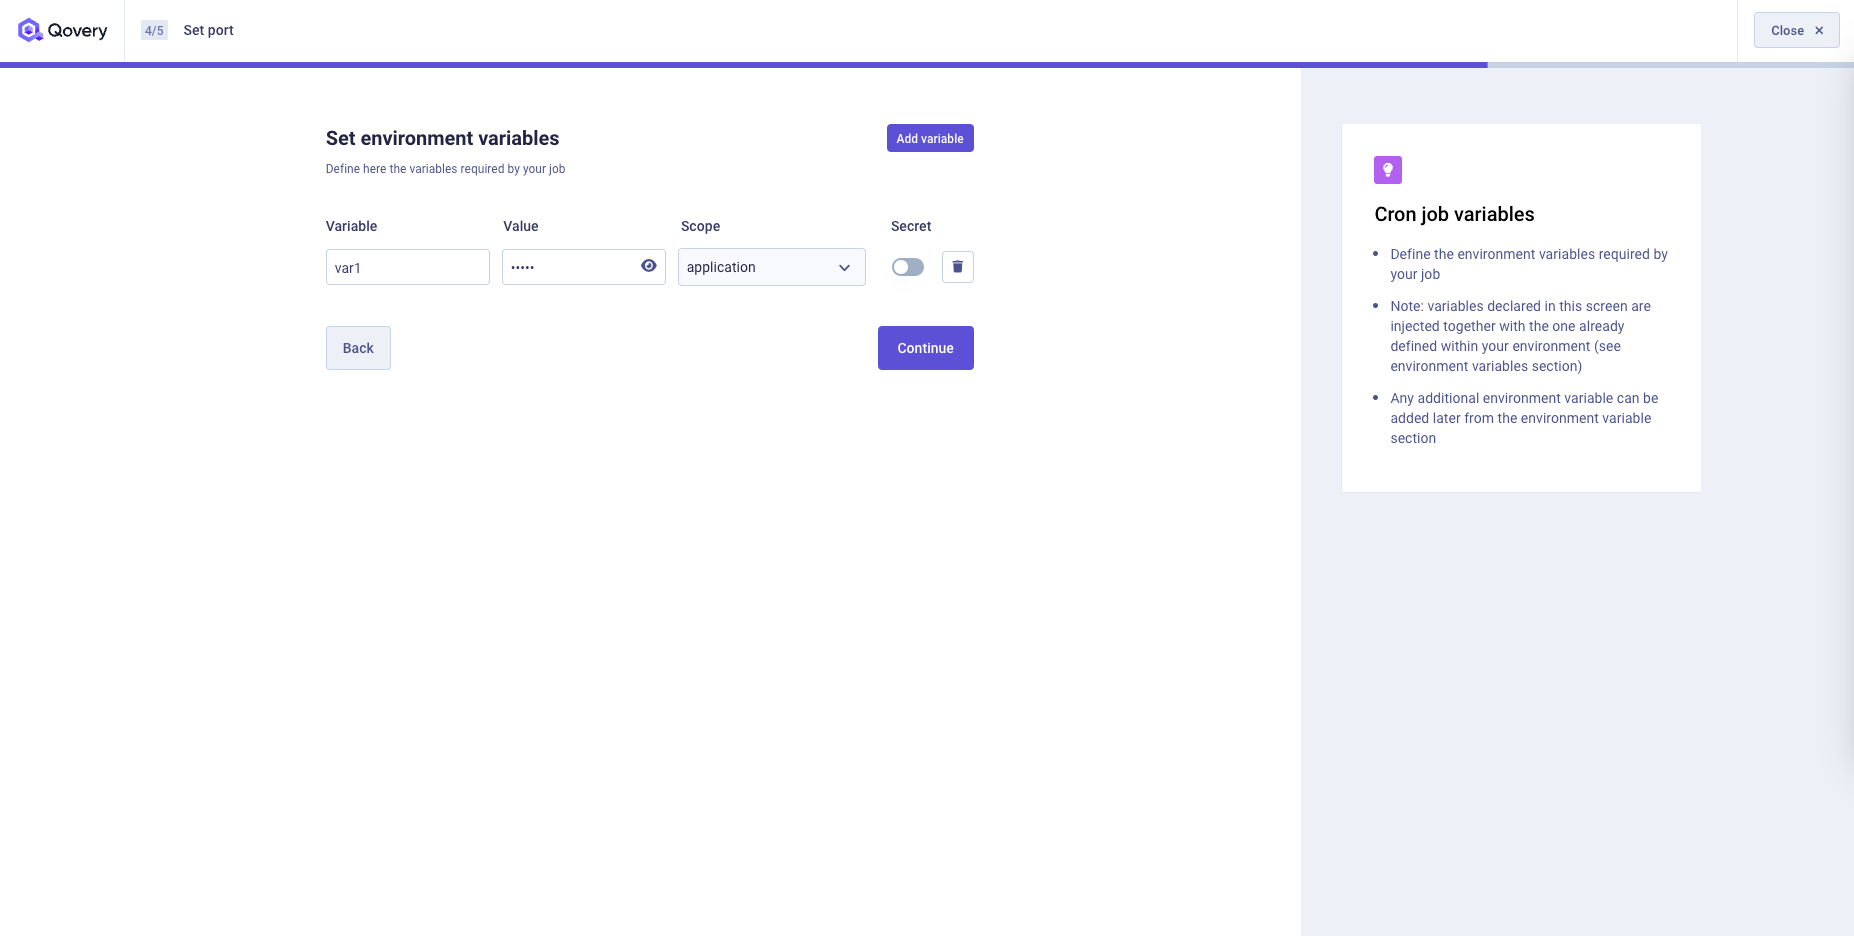 Qovery
4/5 Set port
Close
Set environment variables
Add variable
Define here the variables required by your job
Variable Value Scope Secret
var1 ••••• application
Back
Continue
Cron job variables
• Define the environment variables required by
your job
• Note: variables declared in this screen are
injected together with the one already
defined within your environment (see
environment variables section)
• Any additional environment variable can be
added later from the environment variable
section